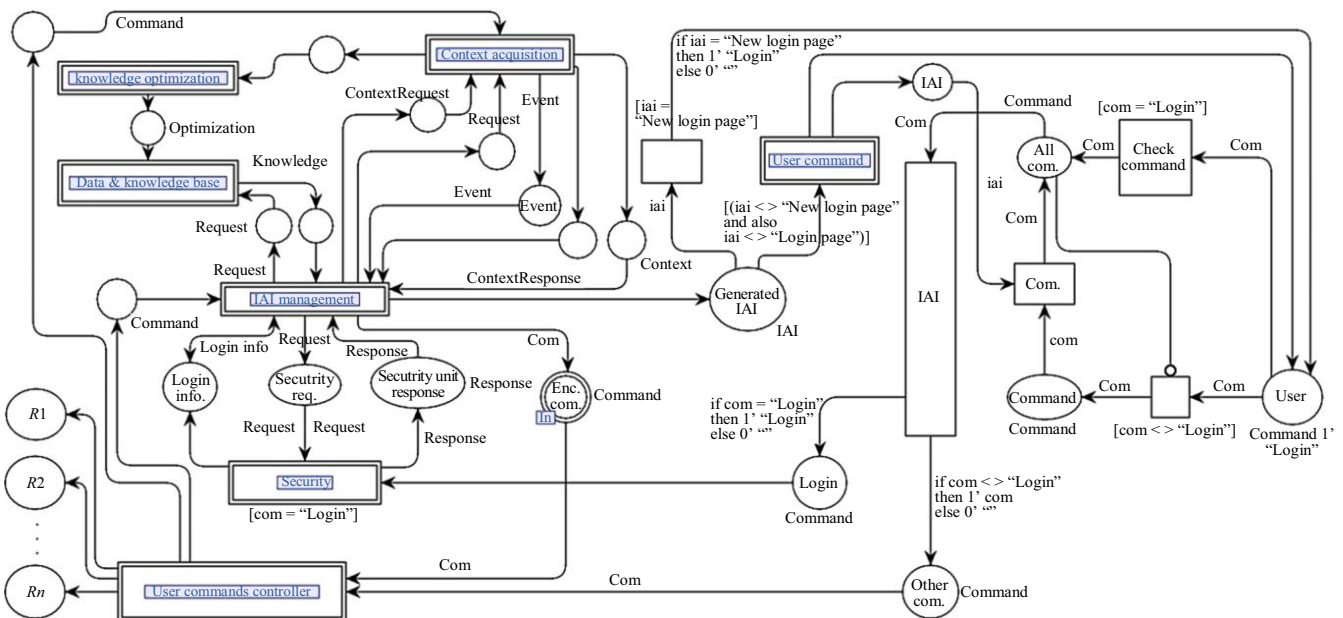 Command
Context acquisition
knowledge optimization
ContextRequest
Event
Request
Optimization
Data & knowledge base
Knowledge
Request
Event
Event
Request
ContextResponse
Context
IAI management
Command
Login info
Request
Response
Login
info.
Secutrity
req.
Secutrity unit
response
Response
Com
Enc.
com.
In
Command
Request
Request
Response
Security
[com = “Login”]
R1
R2
Rn
User commands controller
Com
Com
if iai = “New login page”
then 1’ “Login”
else 0’ “”
[iai =
“New login page”]
iai
User command
[(iai < > “New login page”
and also
iai < > “Login page”)]
Generated
IAI
IAI
IAI
Command
Com
[com = “Login”]
All
com.
Com
Check
command
Com
iai
Com
IAI
Com.
com
Command
Command
Com
[com < > “Login”]
Com
User
Command 1’
“Login”
if com = “Login”
then 1’ “Login”
else 0’ “”
Login
Command
if com < > “Login”
then 1’ com
else 0’ “”
Other
com.
Command